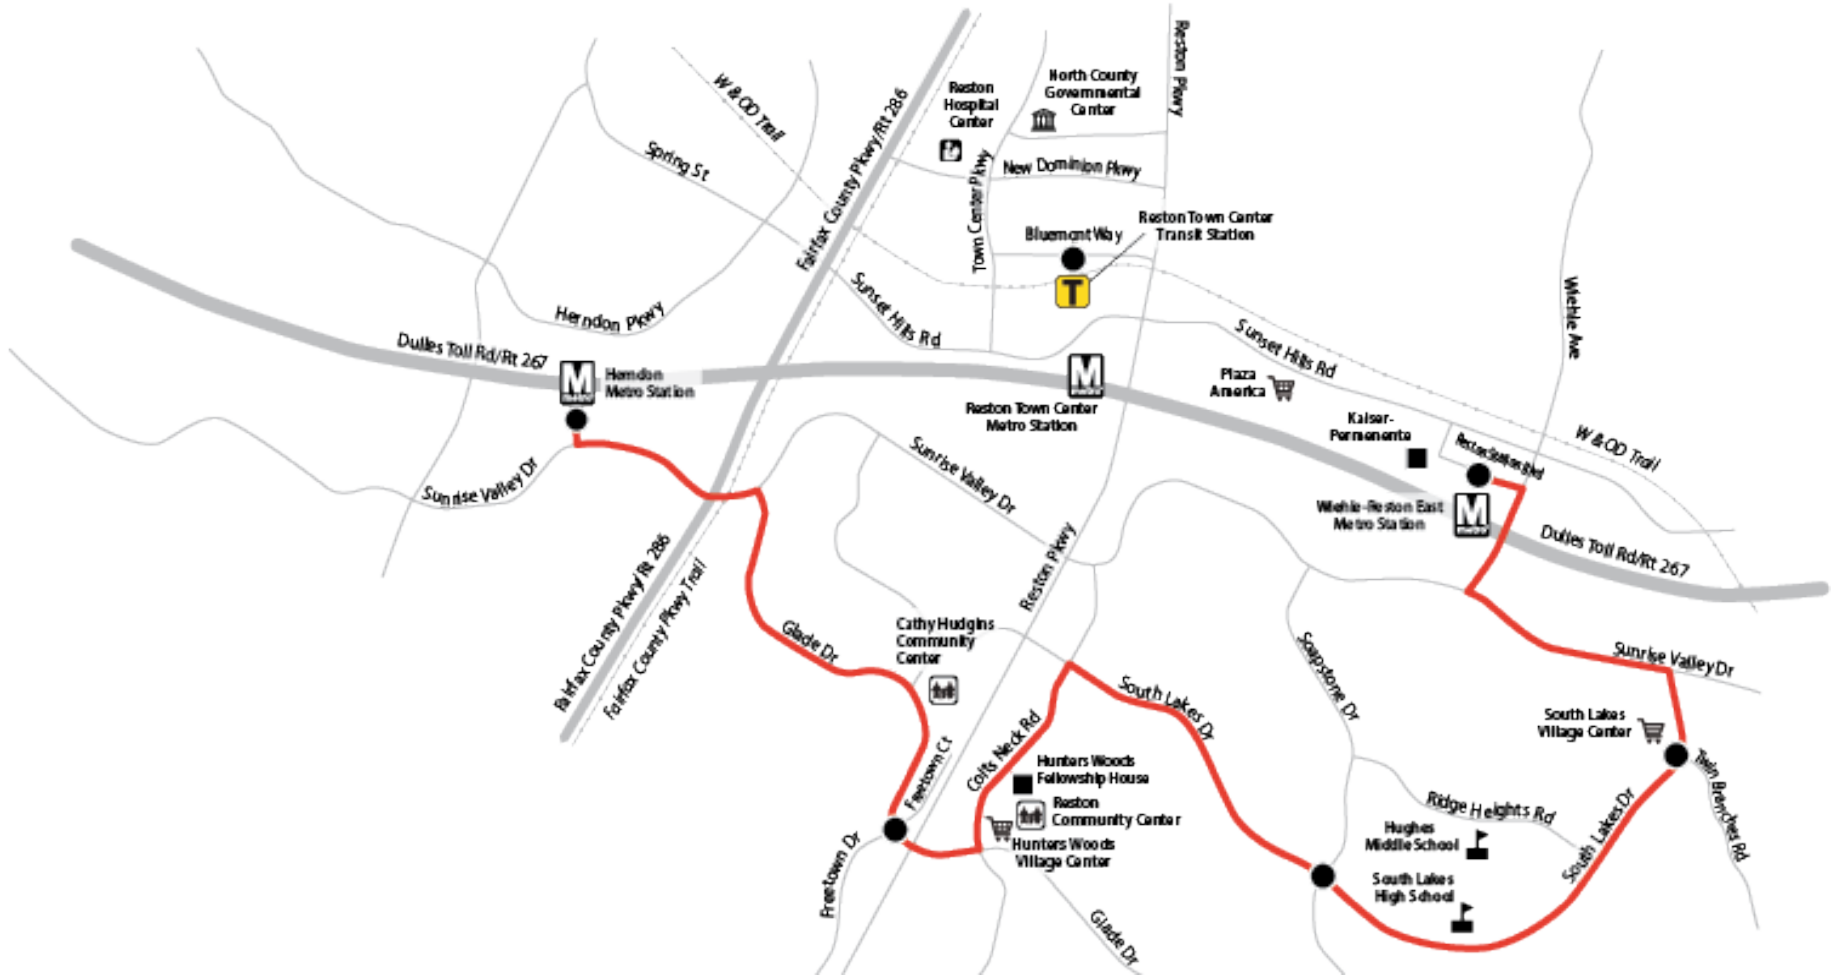 W & OD Trail
Spring St
Fairfax County Pkwy/Rt 286
Reston
Hospital
Center
North County
Governmental
Center
Reston Pkwy
Town Center Pkwy
New Dominion Pkwy
Bluemont Way
Reston Town Center
Transit Station
T
Herndon Pkwy
Sunset Hills Rd
Dulles Toll Rd/Rt 267
M
metro
Herndon
Metro Station
M
metro
Reston Town Center
Metro Station
Sunset Hills Rd
Plaza
America
Wiehle Ave
Kaiser-
Permenente
Reston Station Blvd
W & OD Trail
Sunrise Valley Dr
Sunrise Valley Dr
Wiehle-Reston East
Metro Station
M
metro
Dulles Toll Rd/Rt 267
Fairfax County Pkwy/Rt 286
Fairfax County Pkwy Trail
Reston Pkwy
Glade Dr
Cathy Hudgins
Community
Center
South Lakes Dr
Soapstone Dr
Sunrise Valley Dr
South Lakes
Village Center
Colts Neck Rd
Freetown Ct
Hunters Woods
Fellowship House
Reston
Community Center
Hunters Woods
Village Center
Ridge Heights Rd
Hughes
Middle School
South Lakes Dr
Twin Branches Rd
South Lakes
High School
Freetown Dr
Glade Dr